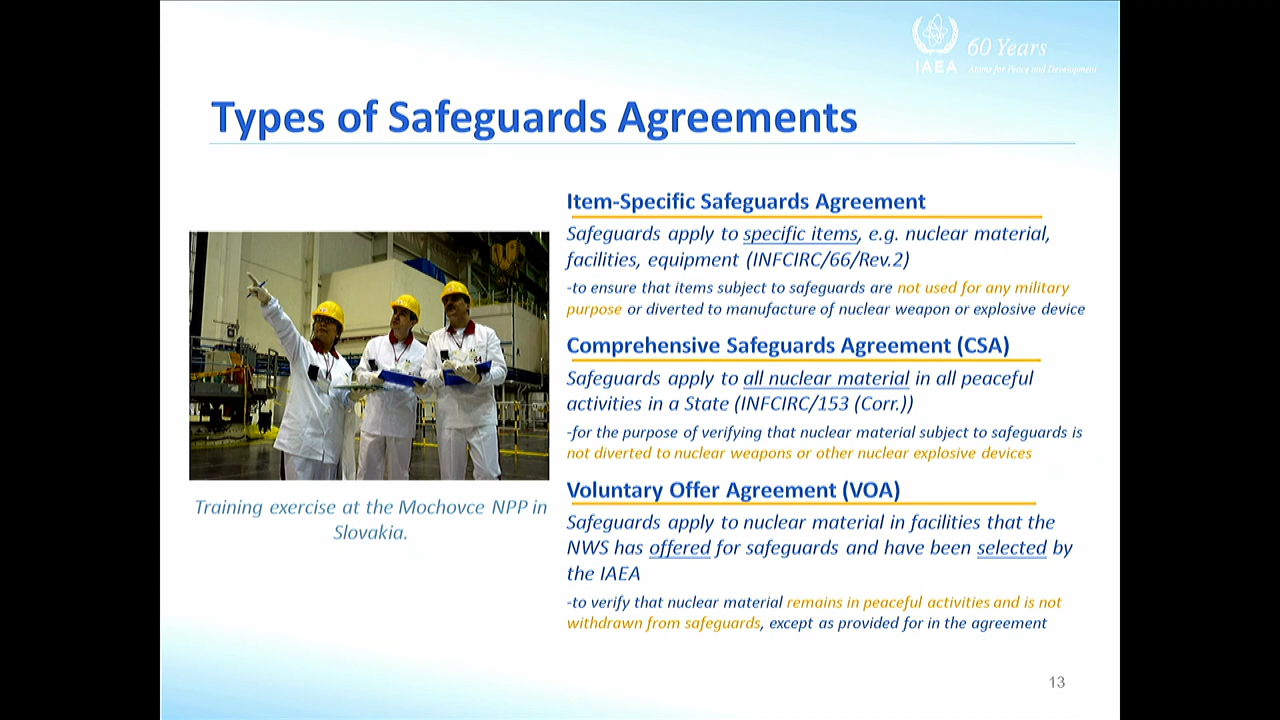 IAEA
60 Years
Atoms for Peace and Development
Types of Safeguards Agreements
Training exercise at the Mochovce NPP in
Slovakia.
Item-Specific Safeguards Agreement
Safeguards apply to specific items, e.g. nuclear material,
facilities, equipment (INFCIRC/66/Rev.2)
-to ensure that items subject to safeguards are not used for any military
purpose or diverted to manufacture of nuclear weapon or explosive device
Comprehensive Safeguards Agreement (CSA)
Safeguards apply to all nuclear material in all peaceful
activities in a State (INFCIRC/153 (Corr.))
-for the purpose of verifying that nuclear material subject to safeguards is
not diverted to nuclear weapons or other nuclear explosive devices
Voluntary Offer Agreement (VOA)
Safeguards apply to nuclear material in facilities that the
NWS has offered for safeguards and have been selected by
the IAEA
-to verify that nuclear material remains in peaceful activities and is not
withdrawn from safeguards, except as provided for in the agreement
13